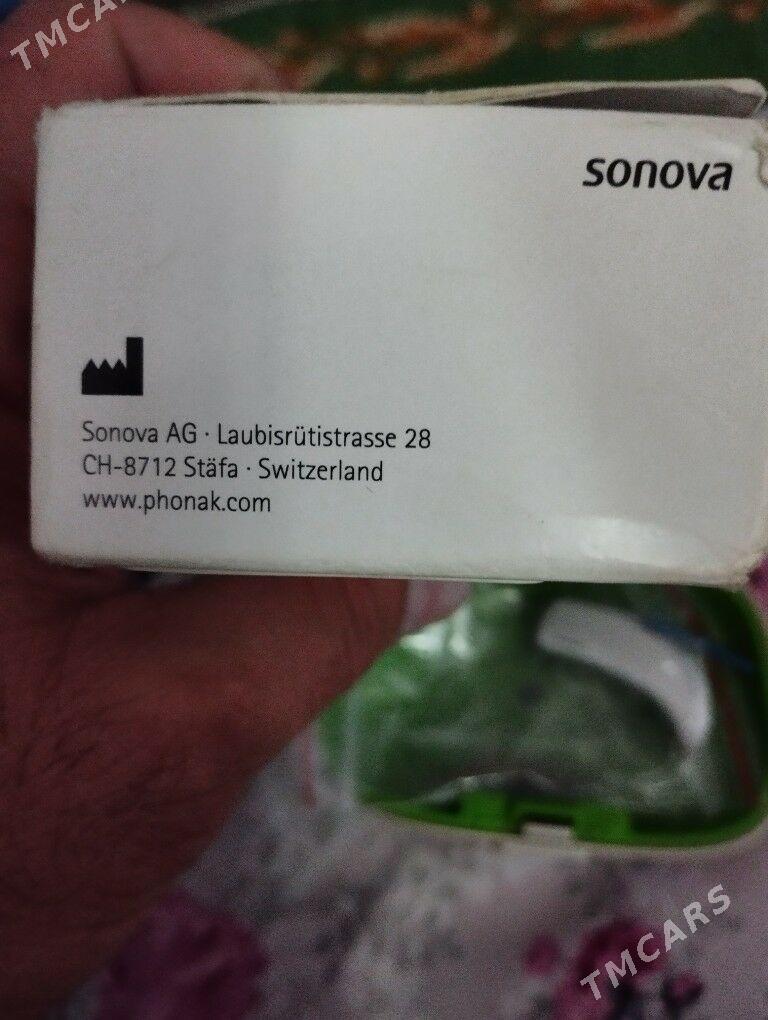 TMCARS
sonova
Sonova AG · Laubisrütistrasse 28
CH-8712 Stäfa · Switzerland
www.phonak.com
TMCARS